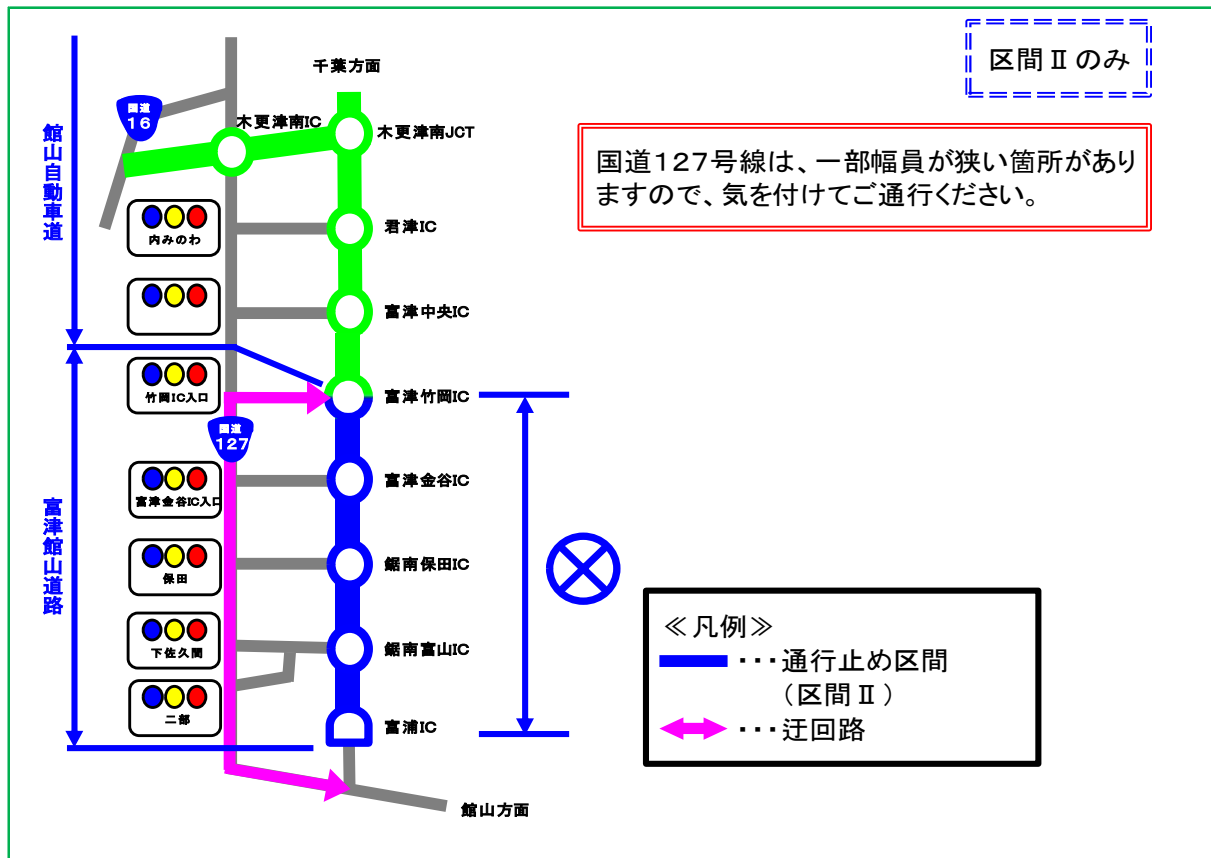 区間Ⅱのみ
千葉方面
国道
16
木更津南IC
木更津南JCT
国道127号線は、一部幅員が狭い箇所があり
ますので、気を付けてご通行ください。
館山自動車道
内みのわ
君津IC
富津中央IC
竹岡IC入口
富津竹岡IC
国道
127
富津館山道路
富津金谷IC入口
富津金谷IC
保田
鋸南保田IC
下佐久間
鋸南富山IC
二部
富浦IC
館山方面
≪凡例≫
・・・通行止め区間
（区間Ⅱ）
・・・迂回路